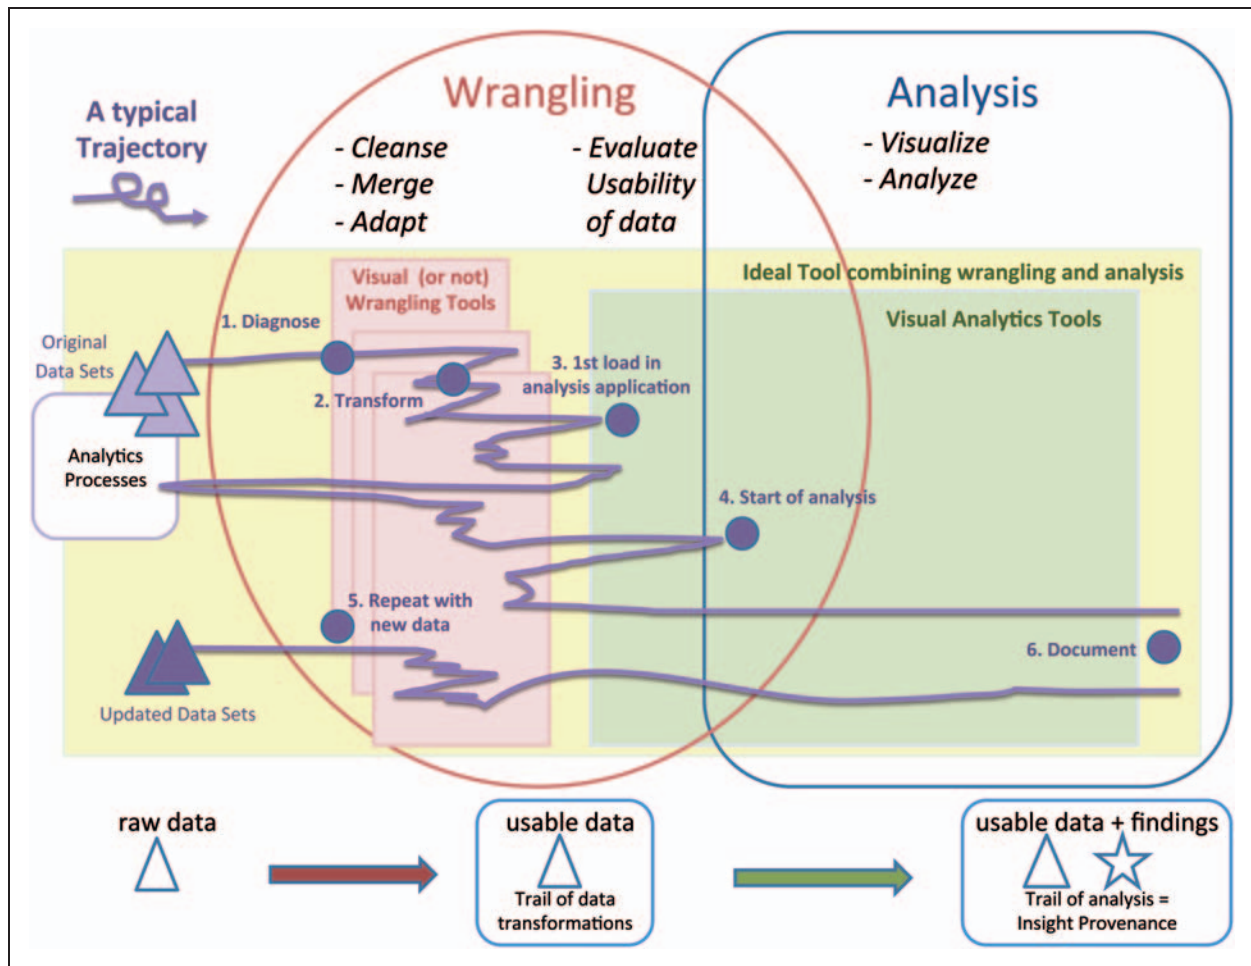 Wrangling
Analysis
A typical
Trajectory
- Cleanse
- Merge
- Adapt
- Evaluate
Usability
of data
- Visualize
- Analyze
Ideal Tool combining wrangling and analysis
Visual (or not)
Wrangling Tools
Visual Analytics Tools
1. Diagnose
Original
Data Sets
3. 1st load in
analysis application
2. Transform
Analytics
Processes
4. Start of analysis
5. Repeat with
new data
6. Document
Updated Data Sets
raw data
usable data
Trail of data
transformations
usable data + findings
Trail of analysis =
Insight Provenance